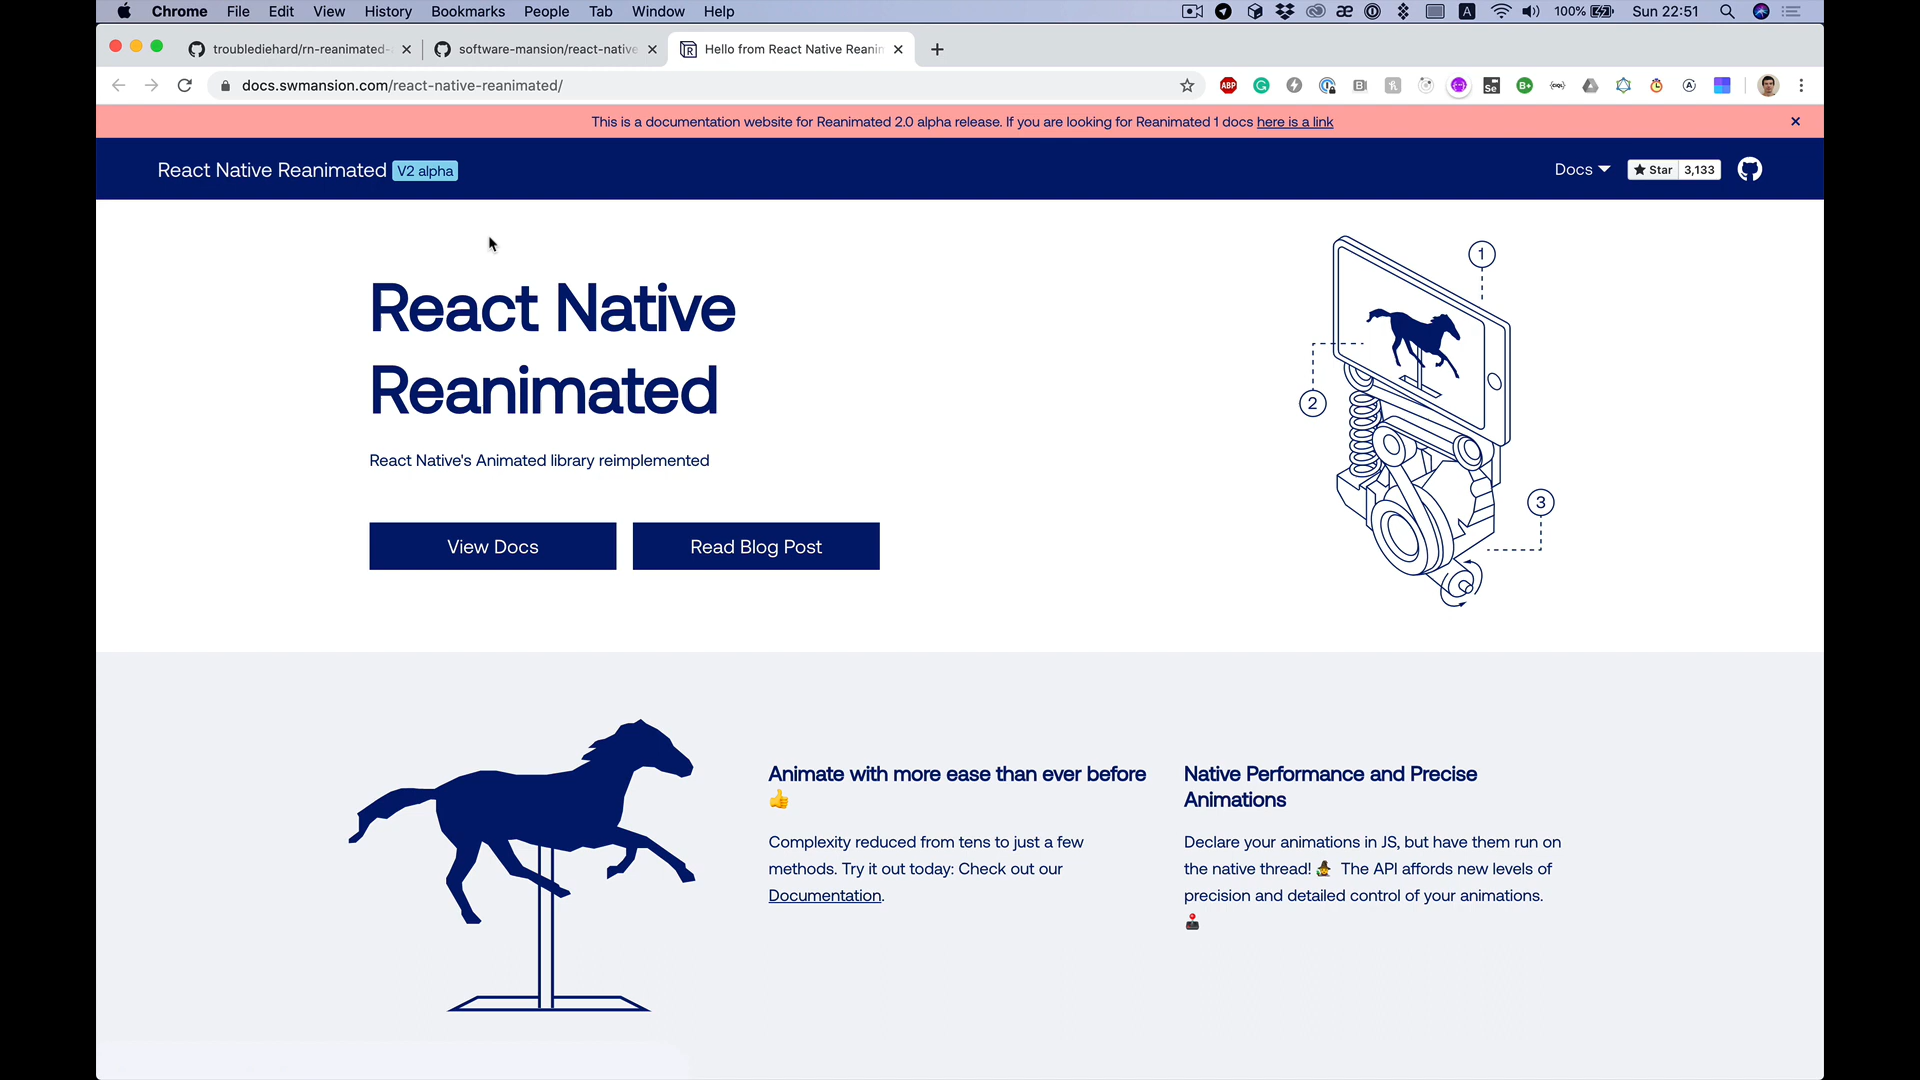 Chrome File Edit View History Bookmarks People Tab Window Help 100% Sun 22:51
troublediehard/rn-reanimated- software-mansion/react-native Hello from React Native Reanim
docs.swmansion.com/react-native-reanimated/
This is a documentation website for Reanimated 2.0 alpha release. If you are looking for Reanimated 1 docs here is a link
React Native Reanimated V2 alpha Docs Star 3,133
React Native
Reanimated
React Native's Animated library reimplemented
View Docs Read Blog Post
1
2
3
Animate with more ease than ever before
👍
Complexity reduced from tens to just a few
methods. Try it out today: Check out our
Documentation.
Native Performance and Precise
Animations
Declare your animations in JS, but have them run on
the native thread! The API affords new levels of
precision and detailed control of your animations.
🕹️